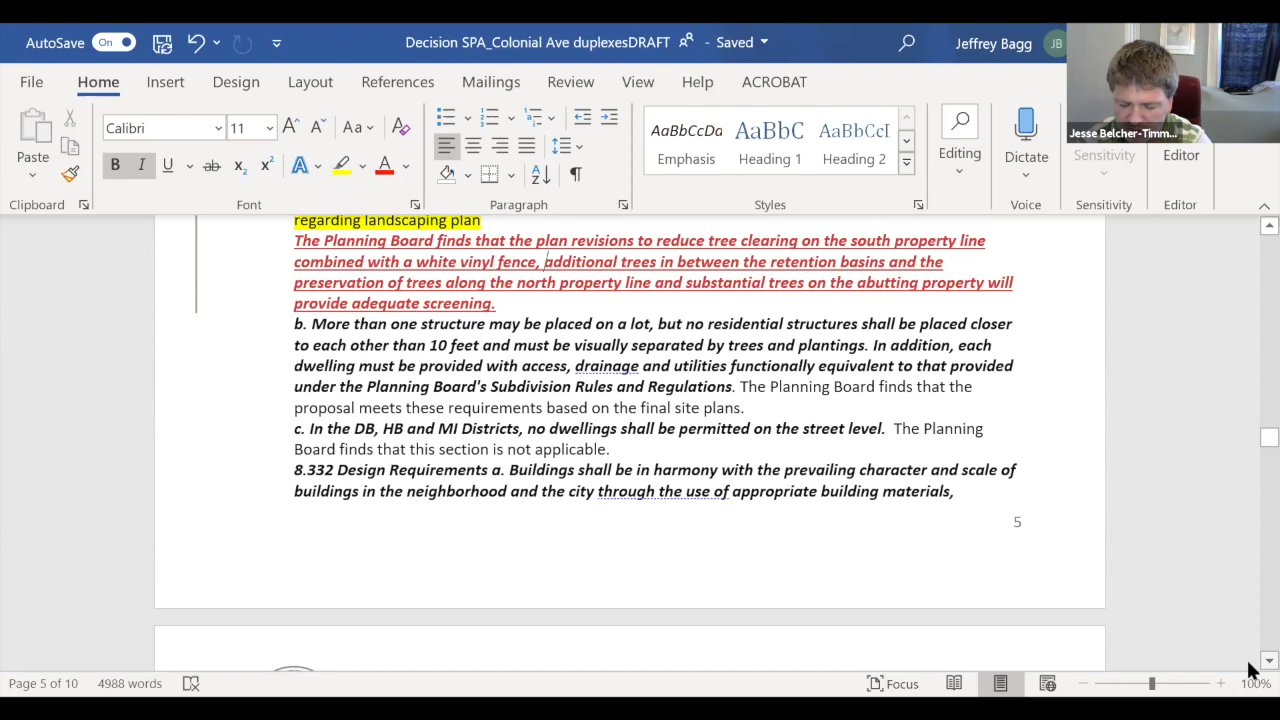 AutoSave On Decision SPA_Colonial Ave duplexesDRAFT - Saved Jeffrey Bagg JB
File Home Insert Design Layout References Mailings Review View Help ACROBAT
Jesse Belcher-Timm...
Paste Calibri 11 Aa AaBbCcDd AaBbC AaBbCcI
Emphasis Heading 1 Heading 2 Editing Dictate Sensitivity Editor
Clipboard Font Paragraph Styles Voice Sensitivity Editor
regarding landscaping plan
The Planning Board finds that the plan revisions to reduce tree clearing on the south property line
combined with a white vinyl fence, additional trees in between the retention basins and the
preservation of trees along the north property line and substantial trees on the abutting property will
provide adequate screening.
b. More than one structure may be placed on a lot, but no residential structures shall be placed closer
to each other than 10 feet and must be visually separated by trees and plantings. In addition, each
dwelling must be provided with access, drainage and utilities functionally equivalent to that provided
under the Planning Board's Subdivision Rules and Regulations. The Planning Board finds that the
proposal meets these requirements based on the final site plans.
c. In the DB, HB and MI Districts, no dwellings shall be permitted on the street level. The Planning
Board finds that this section is not applicable.
8.332 Design Requirements a. Buildings shall be in harmony with the prevailing character and scale of
buildings in the neighborhood and the city through the use of appropriate building materials,
5
Page 5 of 10 4988 words Focus 100%